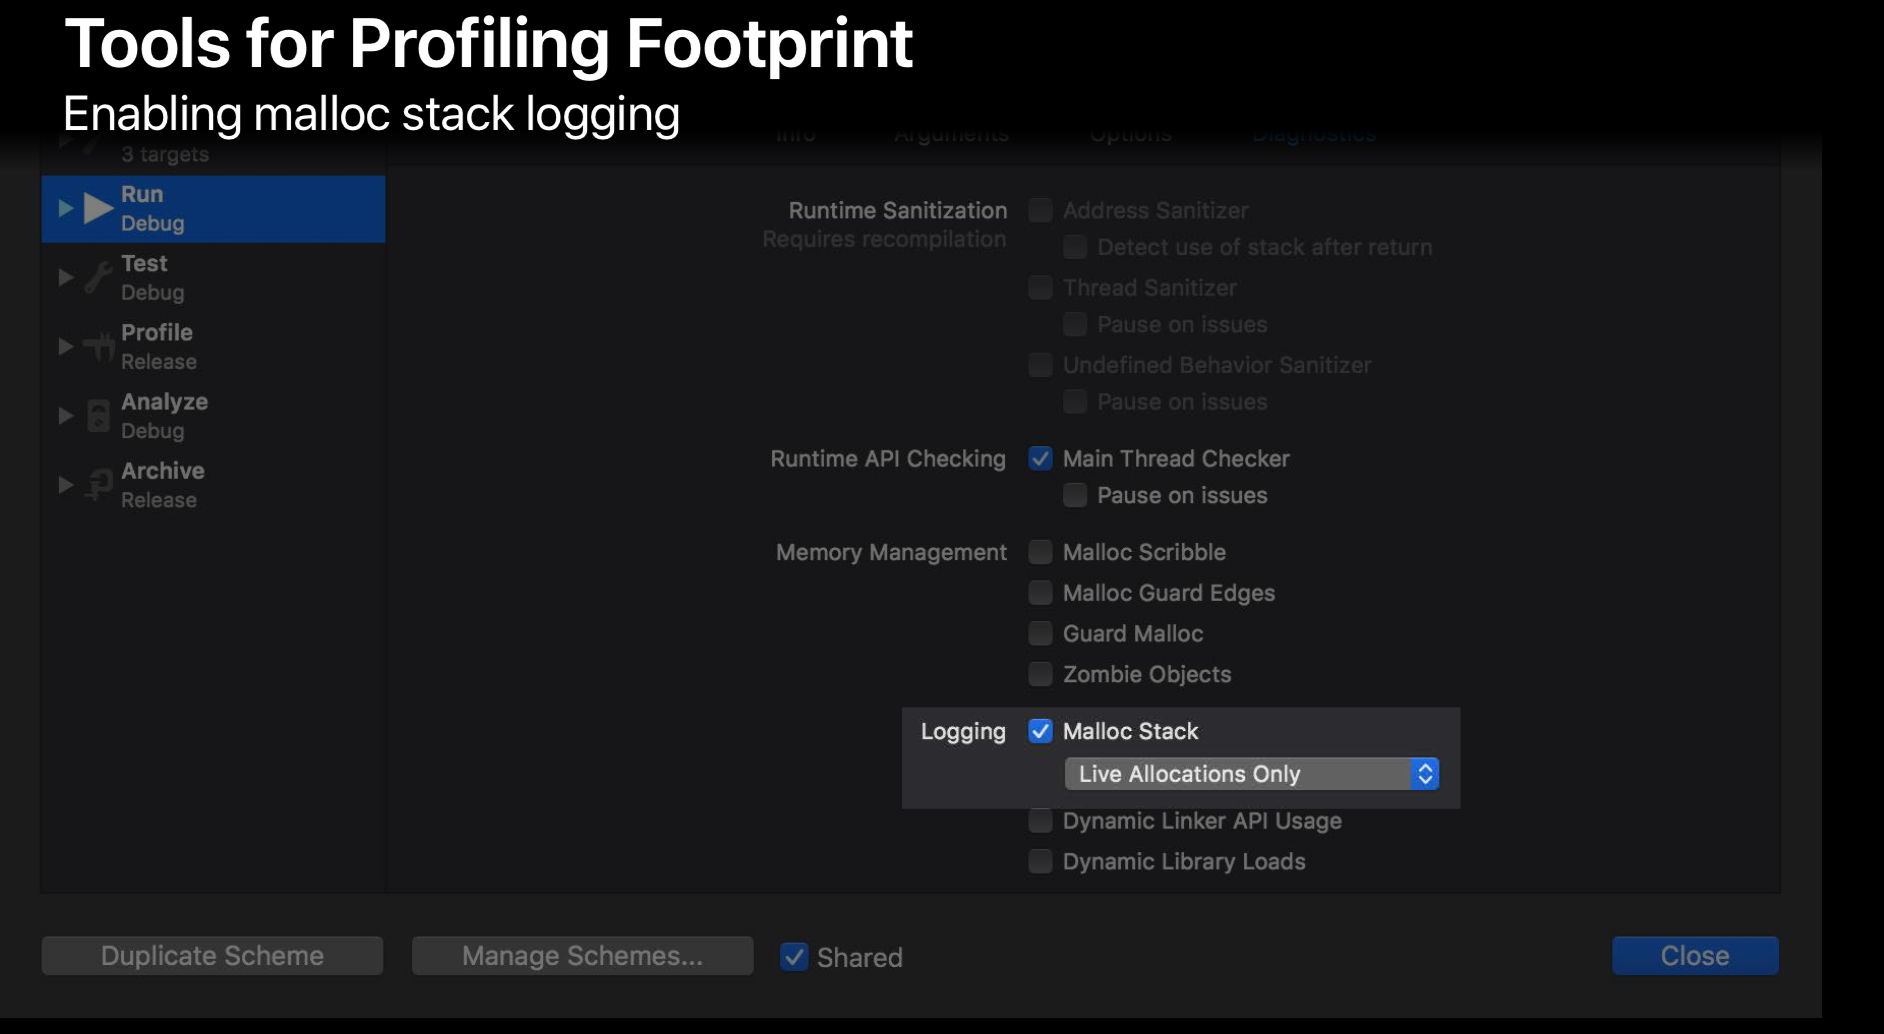 Tools for Profiling Footprint
Enabling malloc stack logging
Info Arguments Options Diagnostics
3 targets
Run
Debug
Test
Debug
Profile
Release
Analyze
Debug
Archive
Release
Runtime Sanitization Address Sanitizer
Requires recompilation
Detect use of stack after return
Thread Sanitizer
Pause on issues
Undefined Behavior Sanitizer
Pause on issues
Runtime API Checking Main Thread Checker
Pause on issues
Memory Management Malloc Scribble
Malloc Guard Edges
Guard Malloc
Zombie Objects
Logging Malloc Stack
Live Allocations Only
Dynamic Linker API Usage
Dynamic Library Loads
Duplicate Scheme Manage Schemes... Shared Close